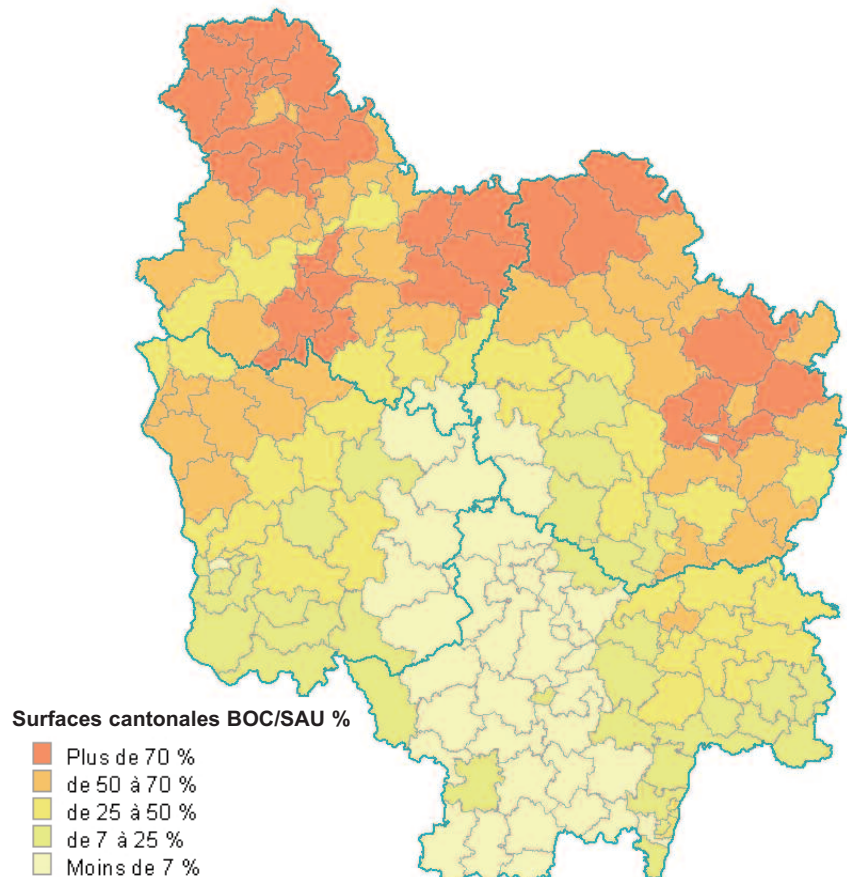 Surfaces cantonales BOC/SAU %
Plus de 70 %
de 50 à 70 %
de 25 à 50 %
de 7 à 25 %
Moins de 7 %